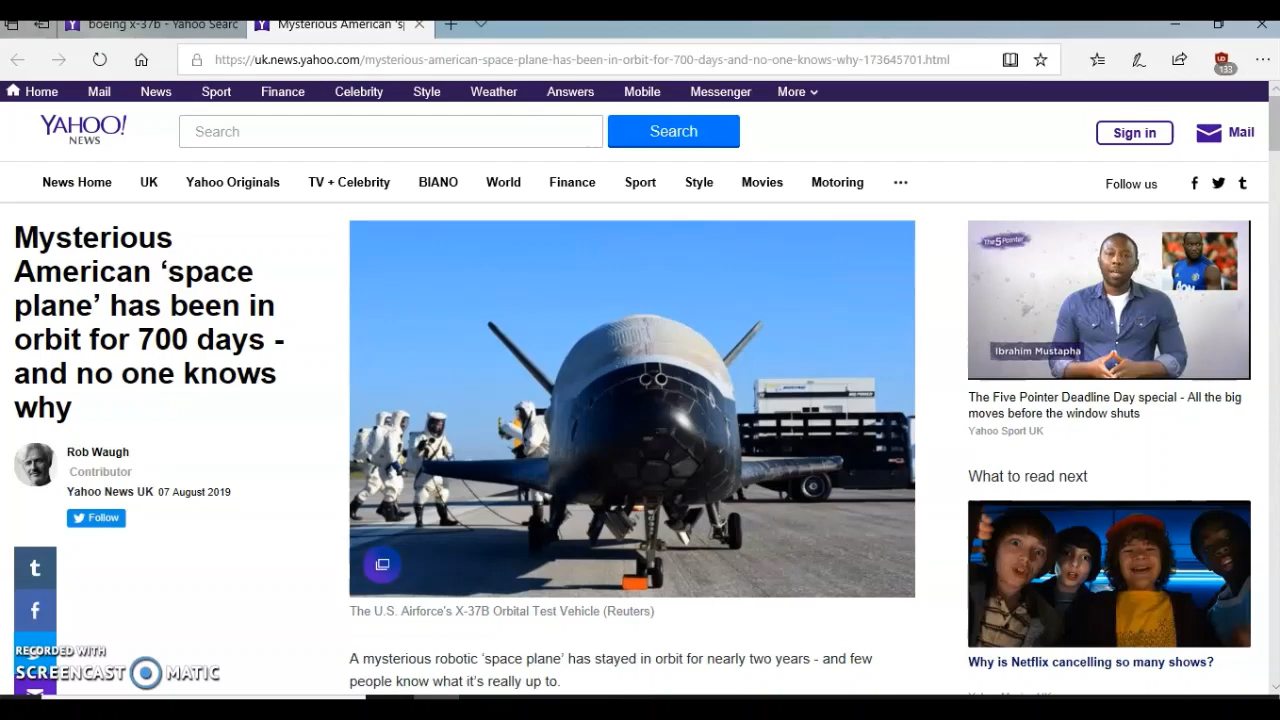 boeing x-37b - Yahoo Searc
Mysterious American 's
https://uk.news.yahoo.com/mysterious-american-space-plane-has-been-in-orbit-for-700-days-and-no-one-knows-why-173645701.html
133
Home Mail News Sport Finance Celebrity Style Weather Answers Mobile Messenger More
YAHOO!
NEWS
Search
Search
Sign in
Mail
News Home UK Yahoo Originals TV + Celebrity BIANO World Finance Sport Style Movies Motoring ...
Follow us
Mysterious
American ‘space
plane’ has been in
orbit for 700 days -
and no one knows
why
Rob Waugh
Contributor
Yahoo News UK 07 August 2019
Follow
The U.S. Airforce's X-37B Orbital Test Vehicle (Reuters)
A mysterious robotic ‘space plane’ has stayed in orbit for nearly two years - and few
people know what it’s really up to.
The 5 Pointer
AON
Ibrahim Mustapha
The Five Pointer Deadline Day special - All the big
moves before the window shuts
Yahoo Sport UK
What to read next
Why is Netflix cancelling so many shows?
RECORDED WITH
SCREENCAST MATIC